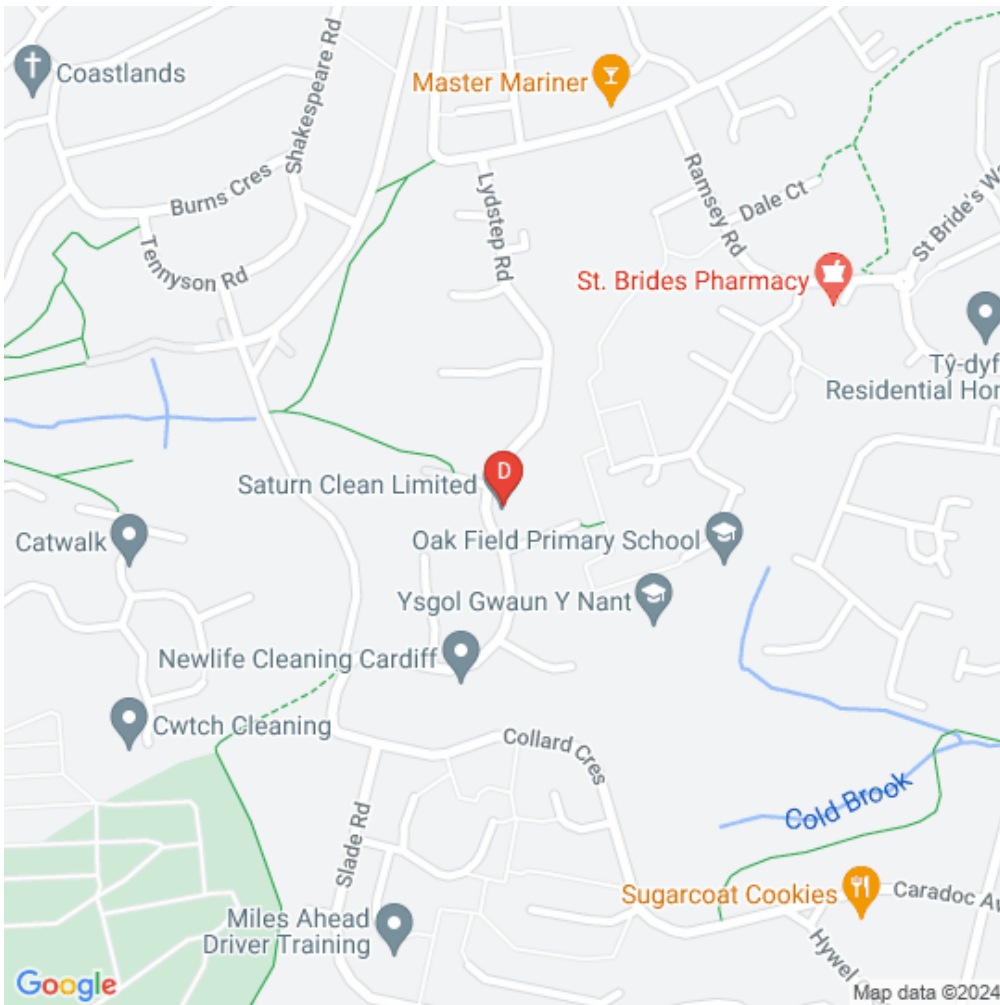 Coastlands
Shakespeare Rd
Master Mariner
Burns Cres
Lydstep Rd
Ramsey Rd
Dale Ct
St Bride's Wa
Tennyson Rd
St. Brides Pharmacy
Tŷ-dyf
Residential Hor
D
Saturn Clean Limited
Catwalk
Oak Field Primary School
Ysgol Gwaun Y Nant
Newlife Cleaning Cardiff
Cwtch Cleaning
Collard Cres
Cold Brook
Slade Rd
Sugarcoat Cookies
Caradoc Av
Miles Ahead
Driver Training
Hywel
Google
Map data ©2024